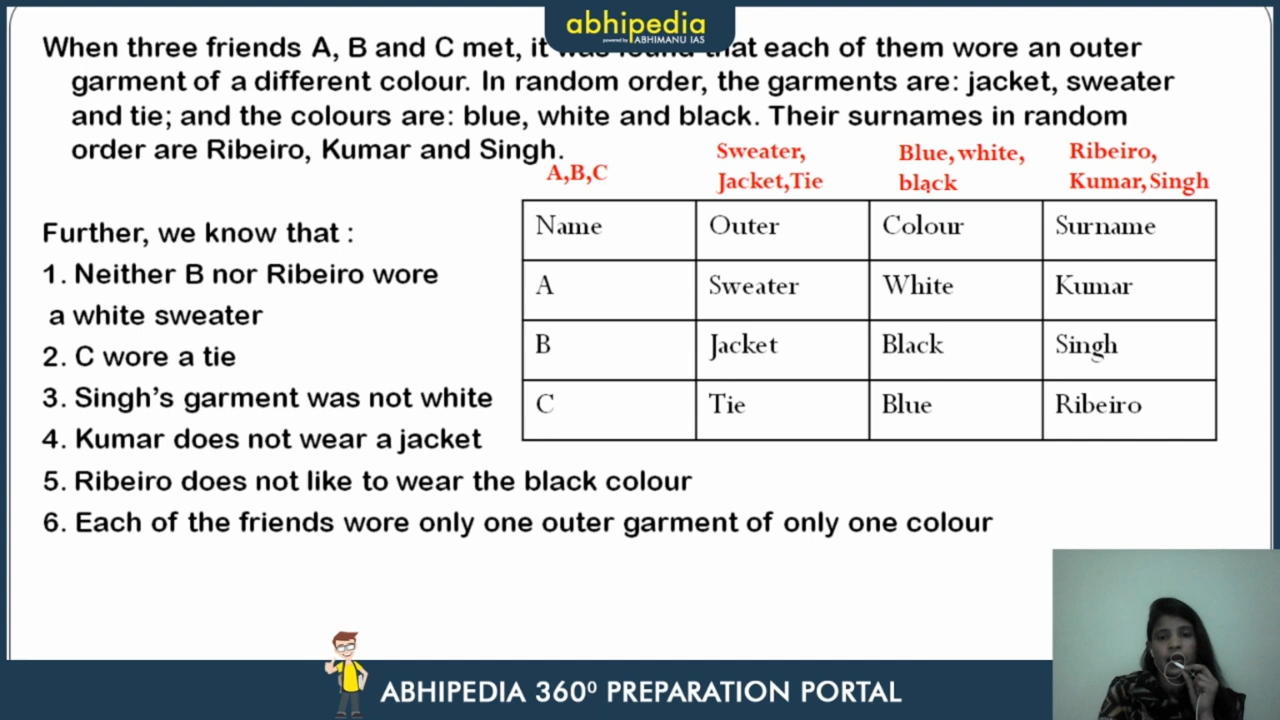 abhipedia
powered by ABHIMANU IAS
When three friends A, B and C met, it was found that each of them wore an outer
garment of a different colour. In random order, the garments are: jacket, sweater
and tie; and the colours are: blue, white and black. Their surnames in random
order are Ribeiro, Kumar and Singh.
A,B,C
Sweater,
Jacket,Tie
Blue, white,
black
Ribeiro,
Kumar, Singh
Name Outer Colour Surname
A Sweater White Kumar
B Jacket Black Singh
C Tie Blue Ribeiro
Further, we know that :
1. Neither B nor Ribeiro wore
a white sweater
2. C wore a tie
3. Singh’s garment was not white
4. Kumar does not wear a jacket
5. Ribeiro does not like to wear the black colour
6. Each of the friends wore only one outer garment of only one colour
ABHIPEDIA 360⁰ PREPARATION PORTAL